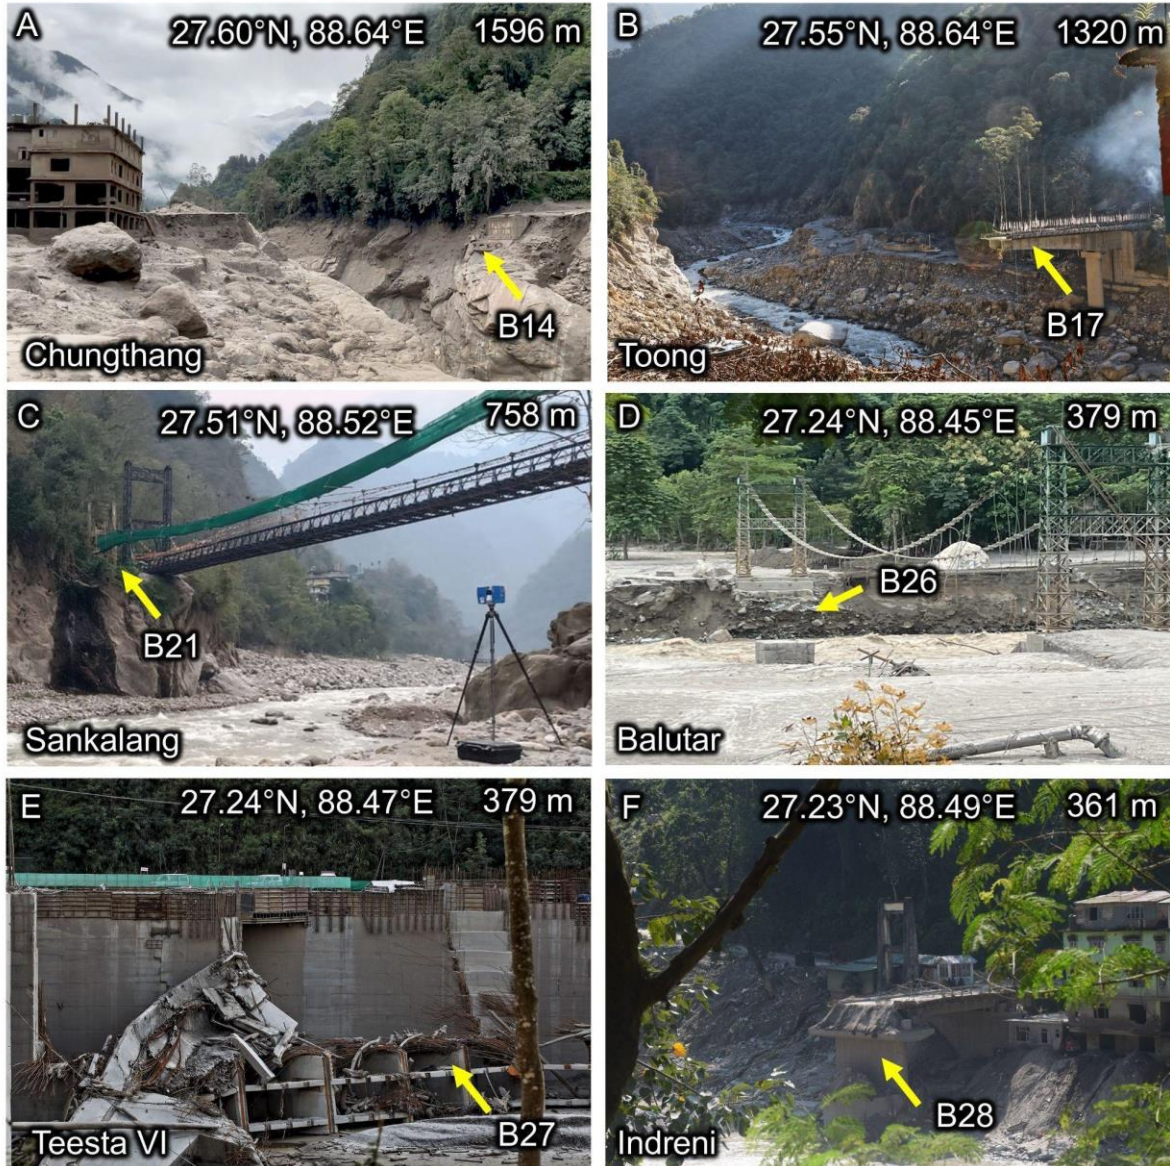 A 27.60°N, 88.64°E 1596 m
B14
Chungthang
B 27.55°N, 88.64°E 1320 m
B17
Toong
C 27.51°N, 88.52°E 758 m
B21
Sankalang
D 27.24°N, 88.45°E 379 m
B26
Balutar
E 27.24°N, 88.47°E 379 m
B27
Teesta VI
F 27.23°N, 88.49°E 361 m
B28
Indreni